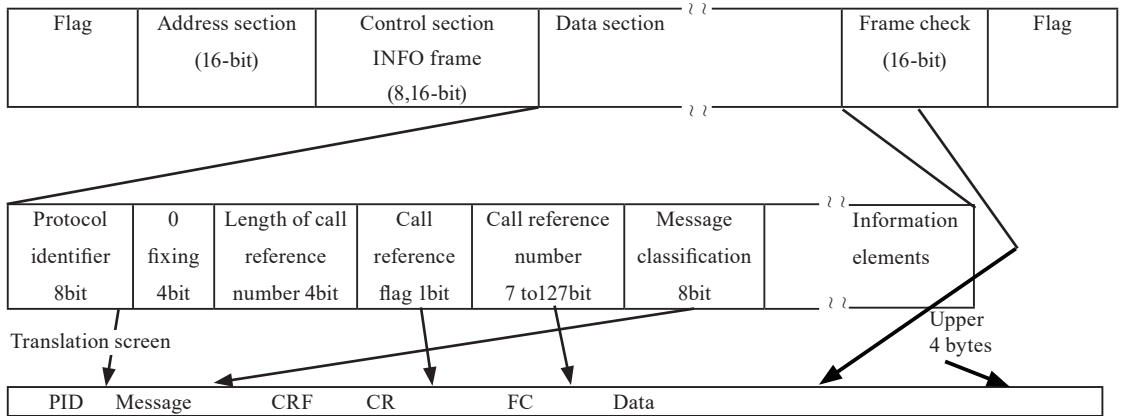 Flag
Address section
(16-bit)
Control section
INFO frame
(8,16-bit)
Data section
Frame check
(16-bit)
Flag
Protocol
identifier
8bit
0
fixing
4bit
Length of call
reference
number 4bit
Call
reference
flag 1bit
Call reference
number
7 to127bit
Message
classification
8bit
Information
elements
Translation screen
Upper
4 bytes
PID Message CRF CR FC Data